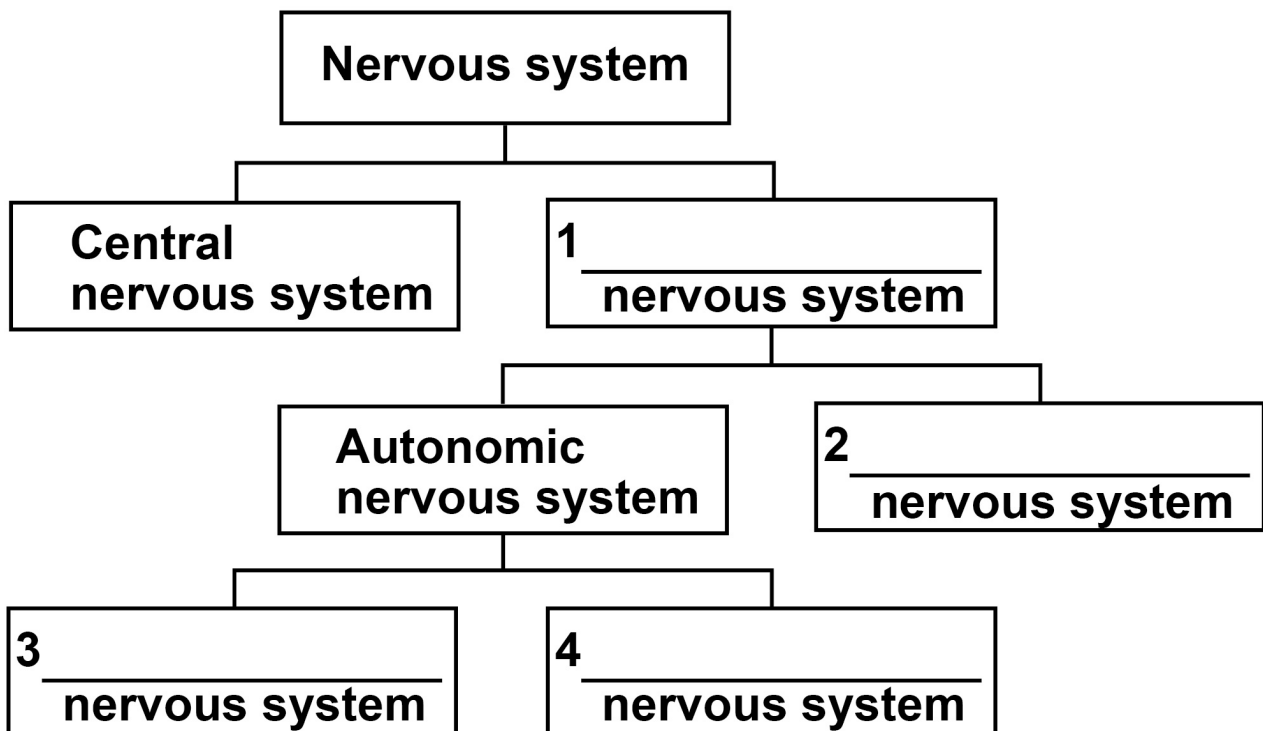 Nervous system
Central
nervous system
1
nervous system
Autonomic
nervous system
2
nervous system
3
nervous system
4
nervous system